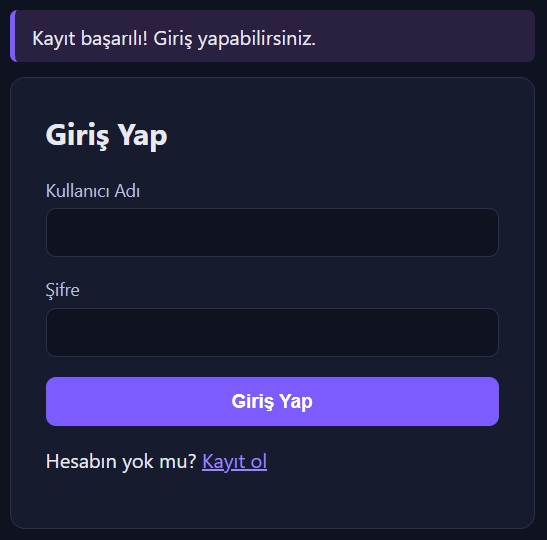 Kayıt başarılı! Giriş yapabilirsiniz.
Giriş Yap
Kullanıcı Adı
Şifre
Giriş Yap
Hesabın yok mu? Kayıt ol